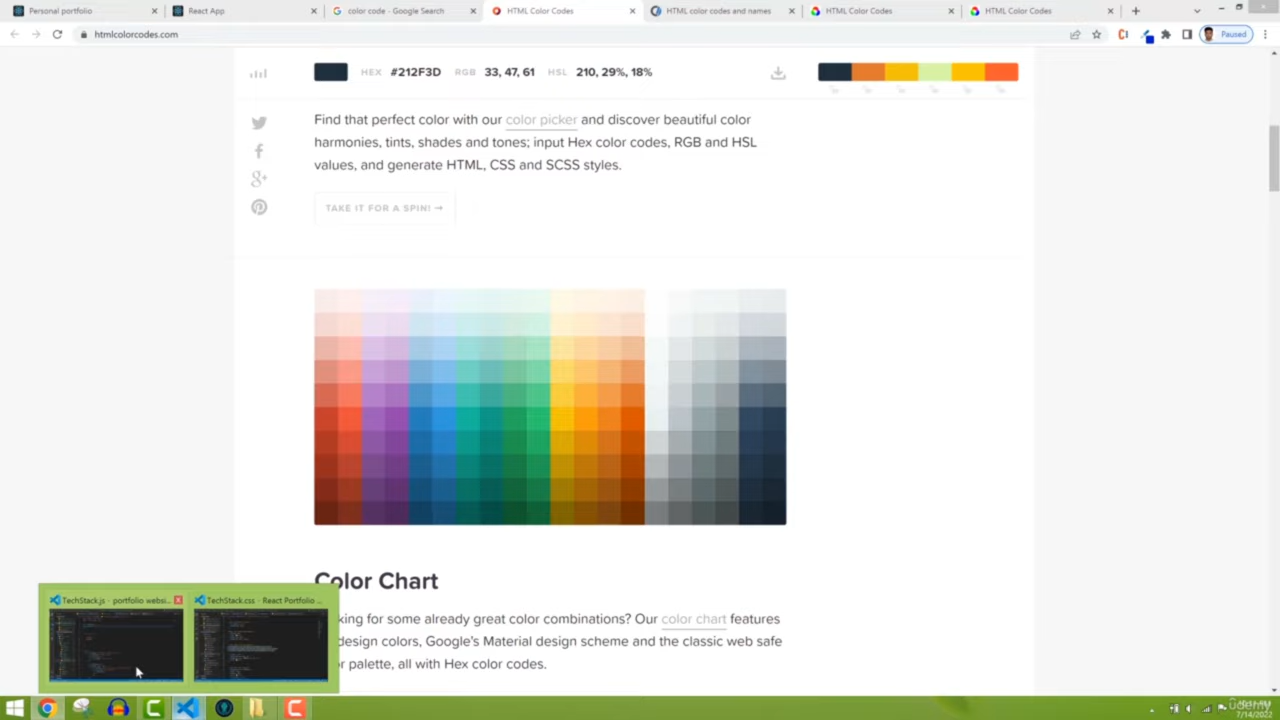 Personal portfolio
React App
color code - Google Search
HTML Color Codes
HTML color codes and names
HTML Color Codes
HTML Color Codes
htmlcolorcodes.com
Paused
HEX #212F3D RGB 33, 47, 61 HSL 210, 29%, 18%
Find that perfect color with our color picker and discover beautiful color
harmonies, tints, shades and tones; input Hex color codes, RGB and HSL
values, and generate HTML, CSS and SCSS styles.
TAKE IT FOR A SPIN! →
Color Chart
king for some already great color combinations? Our color chart features
design colors, Google's Material design scheme and the classic web safe
r palette, all with Hex color codes.
TechStack.js - portfolio websi...
TechStack.css - React Portfolio ...
udemy
7/14/2022